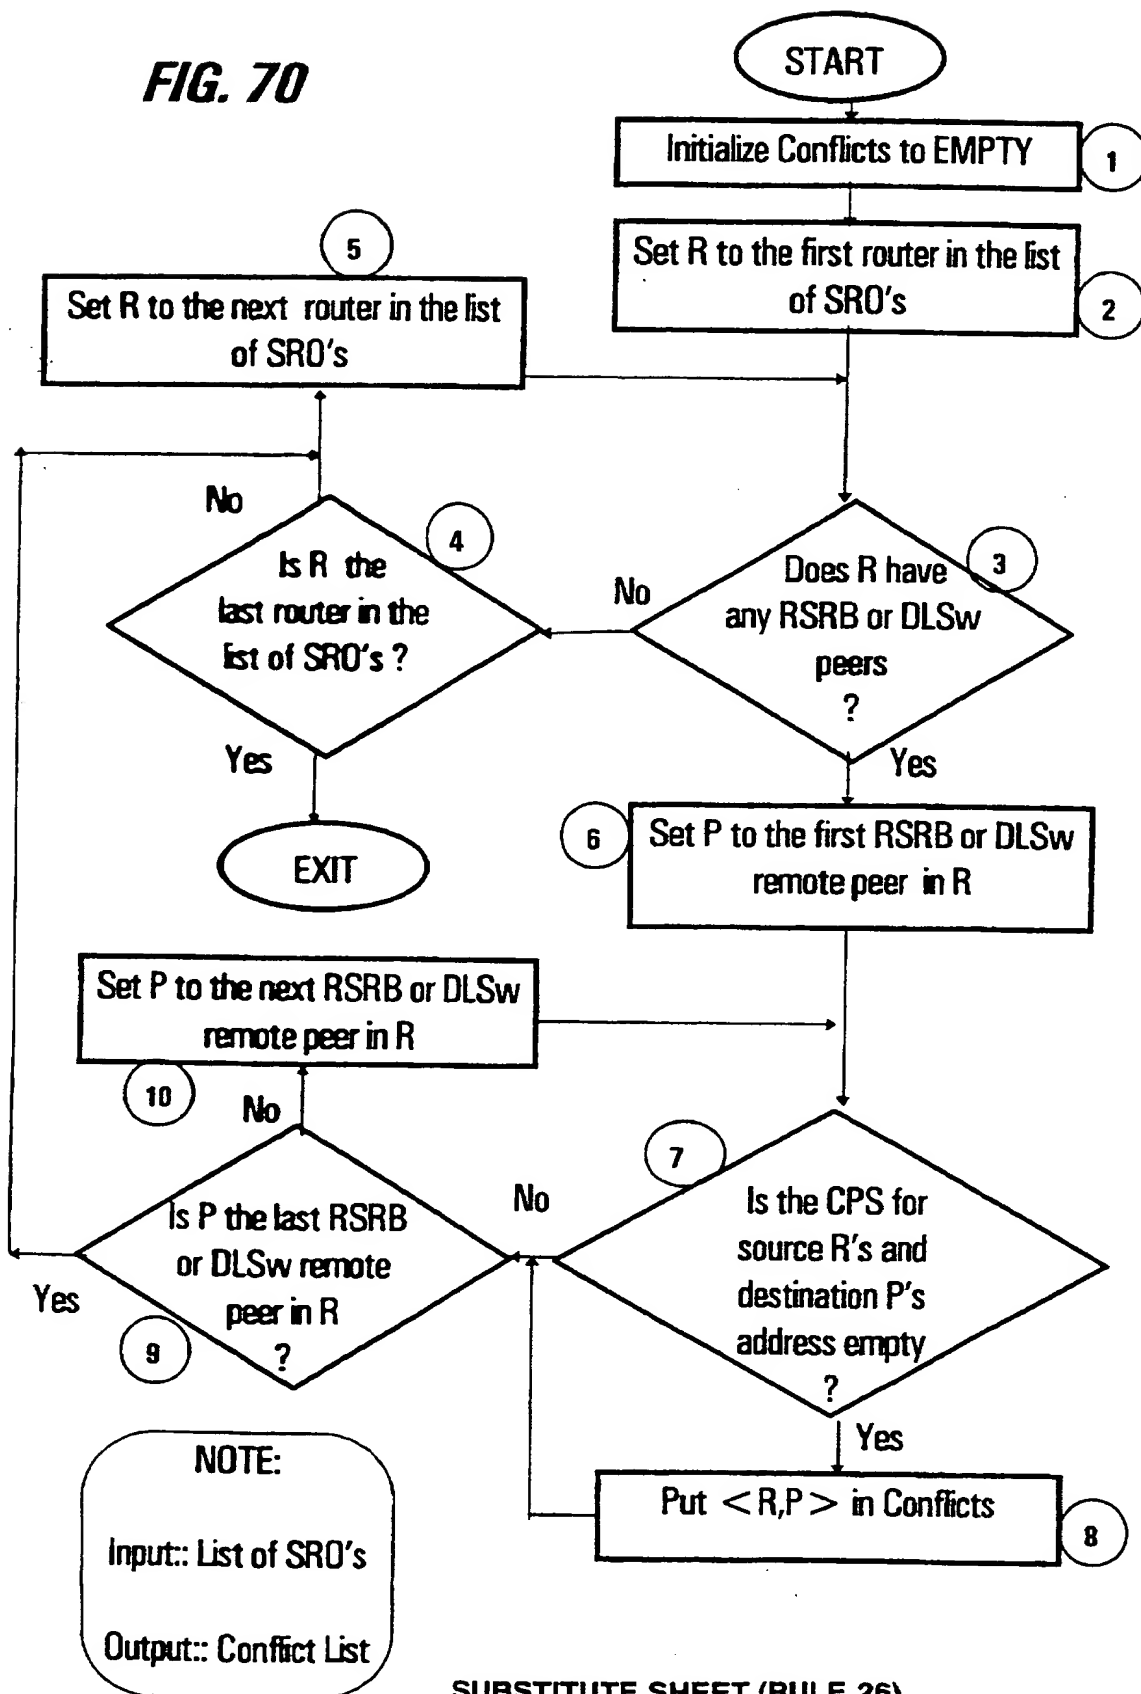 FIG. 70
START
Initialize Conflicts to EMPTY
1
Set R to the first router in the list
of SRO's
2
5
Set R to the next router in the list
of SRO's
No
4
Is R the
last router in the
list of SRO's ?
Yes
EXIT
No
3
Does R have
any RSRB or DLSw
peers
?
Yes
6
Set P to the first RSRB or DLSw
remote peer in R
Set P to the next RSRB or DLSw
remote peer in R
10
No
7
Is the CPS for
source R's and
destination P's
address empty
?
No
Yes
Is P the last RSRB
or DLSw remote
peer in R
?
Yes
9
Put <R,P> in Conflicts
8
NOTE:
Input:: List of SRO's
Output:: Conflict List
SUBSTITUTE SHEET (RULE 26)